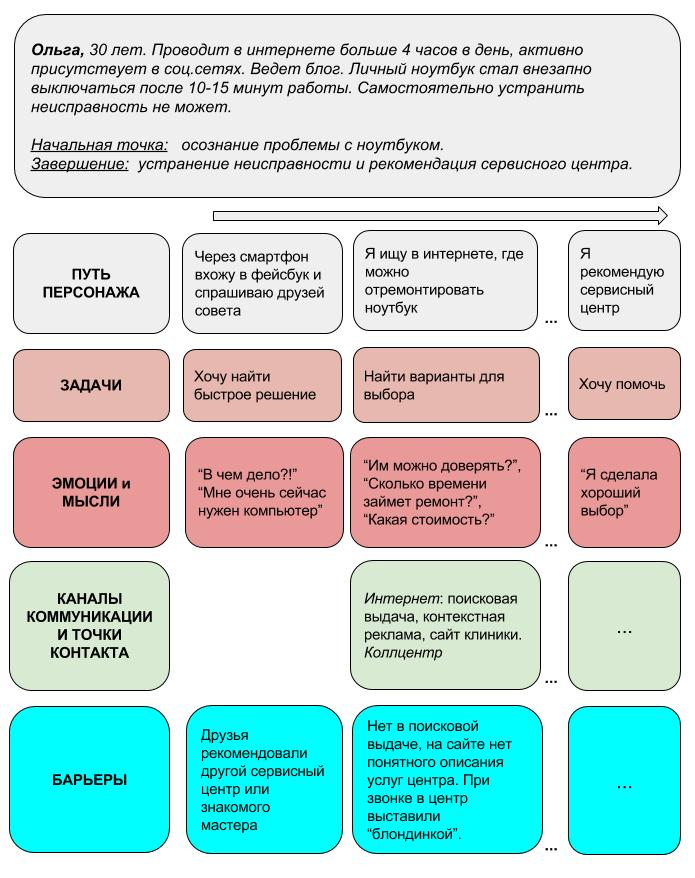 Ольга, 30 лет. Проводит в интернете больше 4 часов в день, активно
присутствует в соц.сетях. Ведет блог. Личный ноутбук стал внезапно
выключаться после 10-15 минут работы. Самостоятельно устранить
неисправность не может.
Начальная точка: осознание проблемы с ноутбуком.
Завершение: устранение неисправности и рекомендация сервисного центра.
ПУТЬ
ПЕРСОНАЖА
Через смартфон
вхожу в фейсбук и
спрашиваю друзей
совета
Я ищу в интернете, где
можно
отремонтировать
ноутбук
...
Я
рекомендую
сервисный
центр
ЗАДАЧИ
Хочу найти
быстрое решение
Найти варианты для
выбора
...
Хочу помочь
ЭМОЦИИ и
МЫСЛИ
“В чем дело?!”
“Мне очень сейчас
нужен компьютер”
“Им можно доверять?”,
“Сколько времени
займет ремонт?”,
“Какая стоимость?”
...
“Я сделала
хороший
выбор”
КАНАЛЫ
КОММУНИКАЦИИ
И ТОЧКИ
КОНТАКТА
Интернет: поисковая
выдача, контекстная
реклама, сайт клиники.
Коллцентр
...
...
БАРЬЕРЫ
Друзья
рекомендовали
другой сервисный
центр или
знакомого
мастера
Нет в поисковой
выдаче, на сайте нет
понятного описания
услуг центра. При
звонке в центр
выставили
“блондинкой”.
...
...